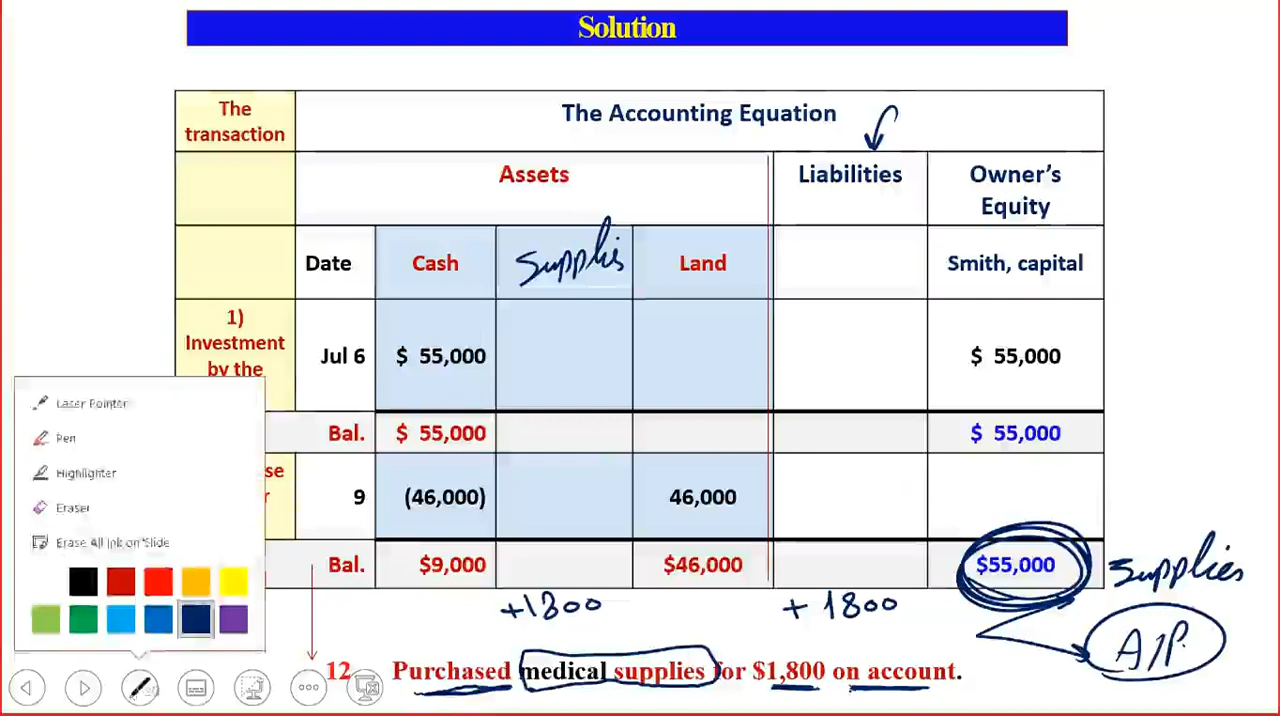 Solution
The transaction
The Accounting Equation
Assets
Liabilities
Owner's Equity
Date
Cash
Supplis
Land
Smith, capital
1) Investment by the
Jul 6
$ 55,000
$ 55,000
Bal.
$ 55,000
$ 55,000
se
r
9
(46,000)
46,000
Bal.
$9,000
$46,000
$55,000
Supplies
+1800
+ 1800
A/P.
12 Purchased medical supplies for $1,800 on account.
Laser Pointer
Pen
Highlighter
Eraser
Erase All Ink on Slide